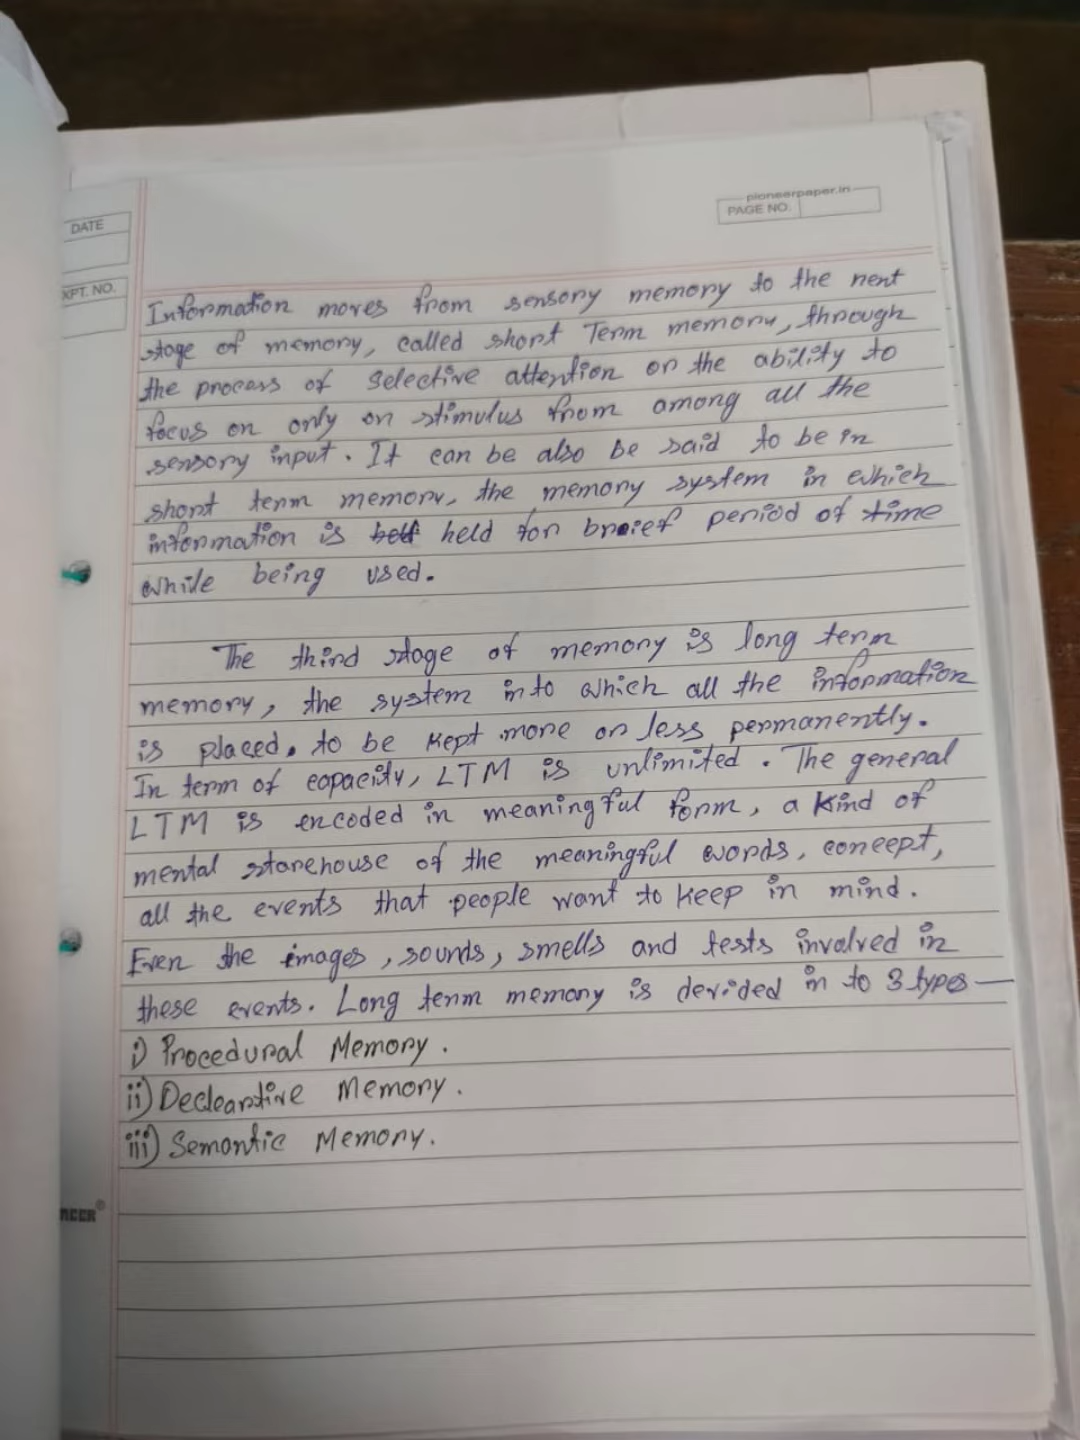 pioneerpaper.in
PAGE NO.
DATE
XPT. NO.
Information moves from sensory memory to the next
stage of memory, called short Term memory, through
the process of selective attention or the ability to
focus on only on stimulus from among all the
sensory input. It can be also be said to be in
short term memory, the memory system in which
information is held for braief period of time
while being used.
The third stage of memory is long term
memory, the system into which all the information
is placed. to be kept more or less permanently.
In term of capacity, LTM is unlimited. The general
LTM is encoded in meaningful form, a kind of
mental starehouse of the meaningful words, concept,
all the events that people want to keep in mind.
Even the images, sounds, smells and tests involved in
these events. Long term memory is devided in to 3 types—
i) Procedural Memory.
ii) Declearative Memory.
iii) Semantic Memory.
NEER®